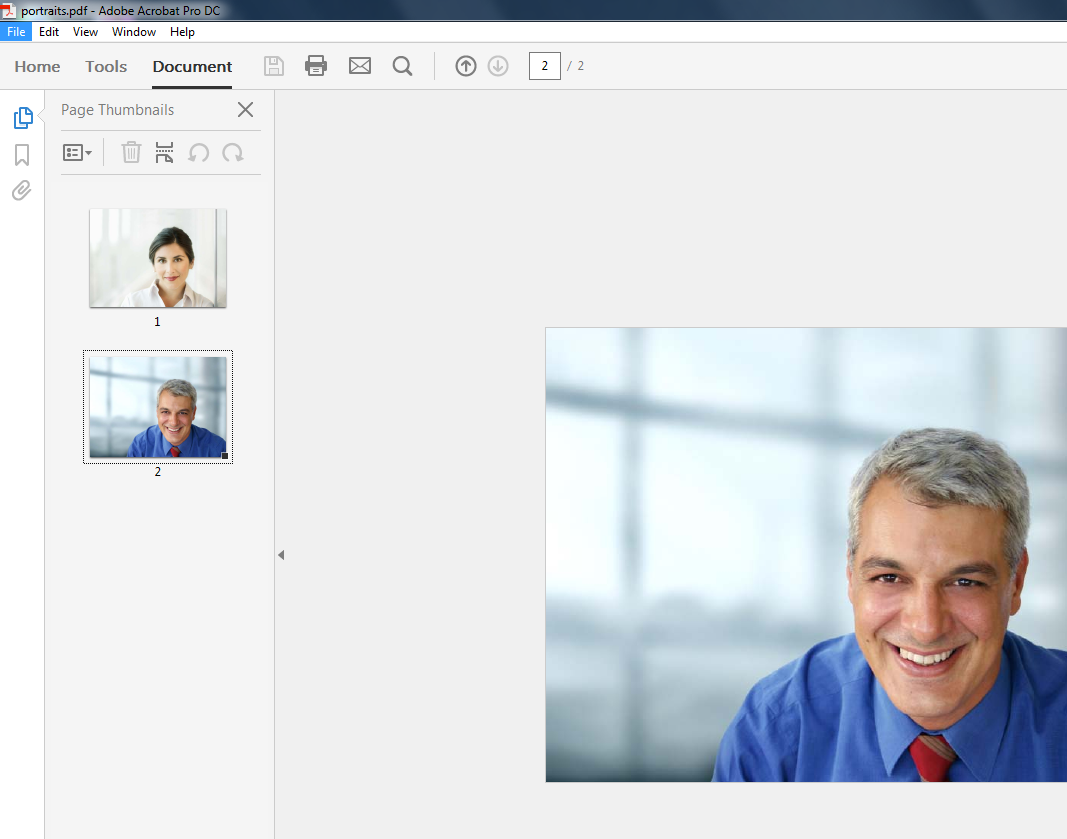 portraits.pdf - Adobe Acrobat Pro DC
File Edit View Window Help
Home Tools Document 2 / 2
Page Thumbnails
1
2